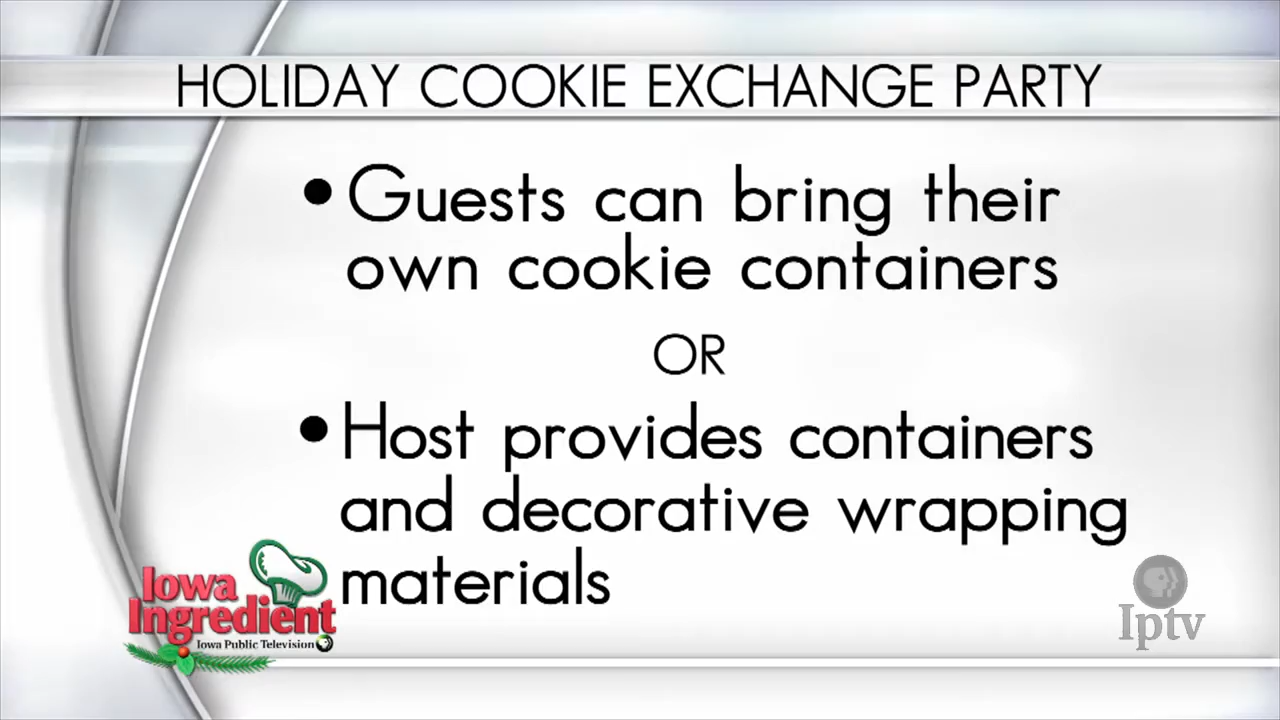 HOLIDAY COOKIE EXCHANGE PARTY
•Guests can bring their
own cookie containers
OR
•Host provides containers
and decorative wrapping
materials
Iowa
Ingredient
Iowa Public Television
Iptv